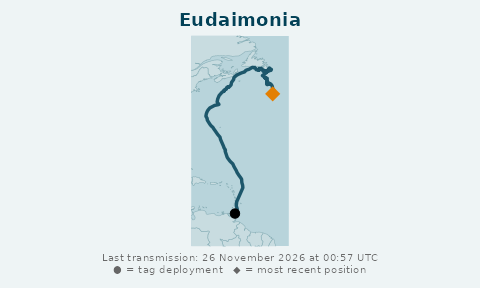 Eudaimonia
Last transmission: 26 November 2026 at 00:57 UTC
● = tag deployment ◆ = most recent position